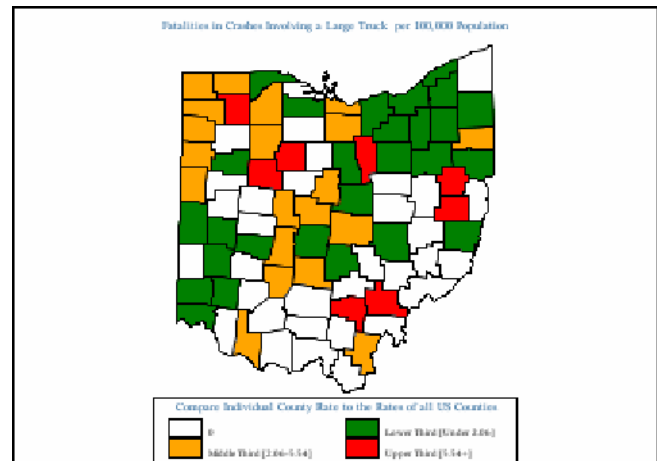 Fatalities in Crashes Involving a Large Truck per 100,000 Population
Compare Individual County Rate to the Rates of all US Counties
0
Lower Third [Under 2.06]
Middle Third [2.06-5.54]
Upper Third [5.54+]